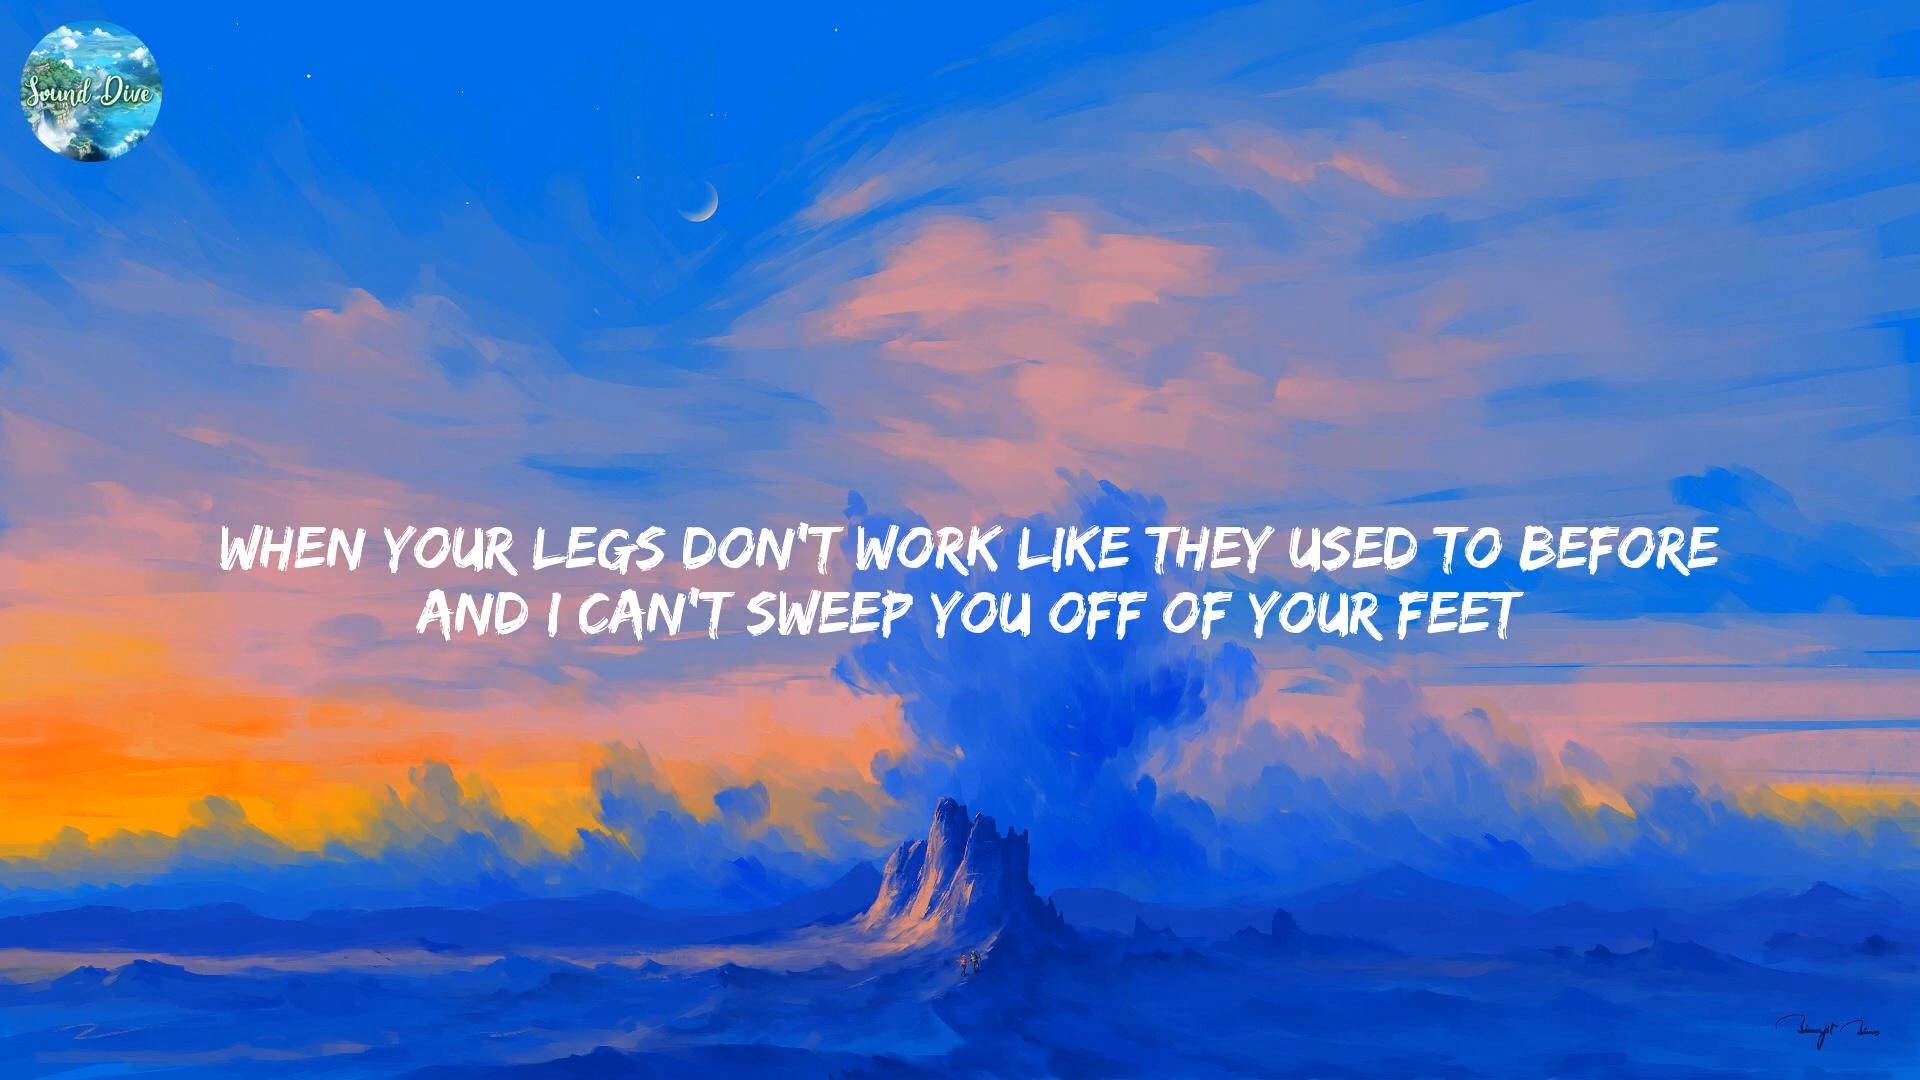 Sound Dive
WHEN YOUR LEGS DON'T WORK LIKE THEY USED TO BEFORE
AND I CAN'T SWEEP YOU OFF OF YOUR FEET